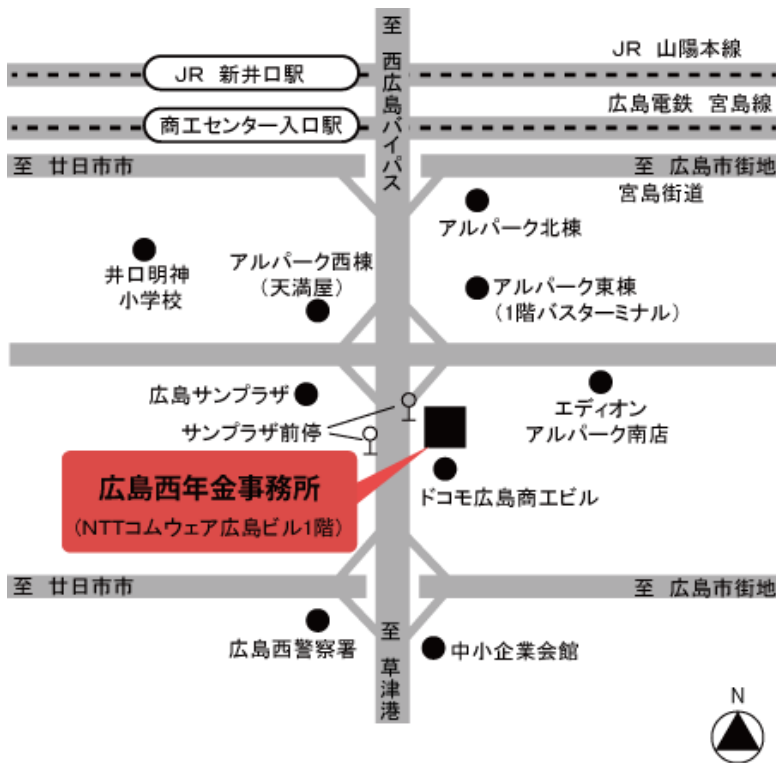 至 西広島バイパス
JR 山陽本線
JR 新井口駅
広島電鉄 宮島線
商工センター入口駅
至 廿日市市
至 広島市街地
宮島街道
アルパーク北棟
井口明神
小学校
アルパーク西棟
（天満屋）
アルパーク東棟
（1階バスターミナル）
広島サンプラザ
サンプラザ前停
エディオン
アルパーク南店
広島西年金事務所
（NTTコムウェア広島ビル1階）
ドコモ広島商工ビル
至 廿日市市
至 広島市街地
広島西警察署
至 草津港
中小企業会館
N